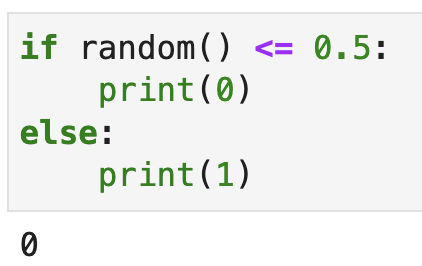 if random() <= 0.5:
    print(0)
else:
    print(1)
0